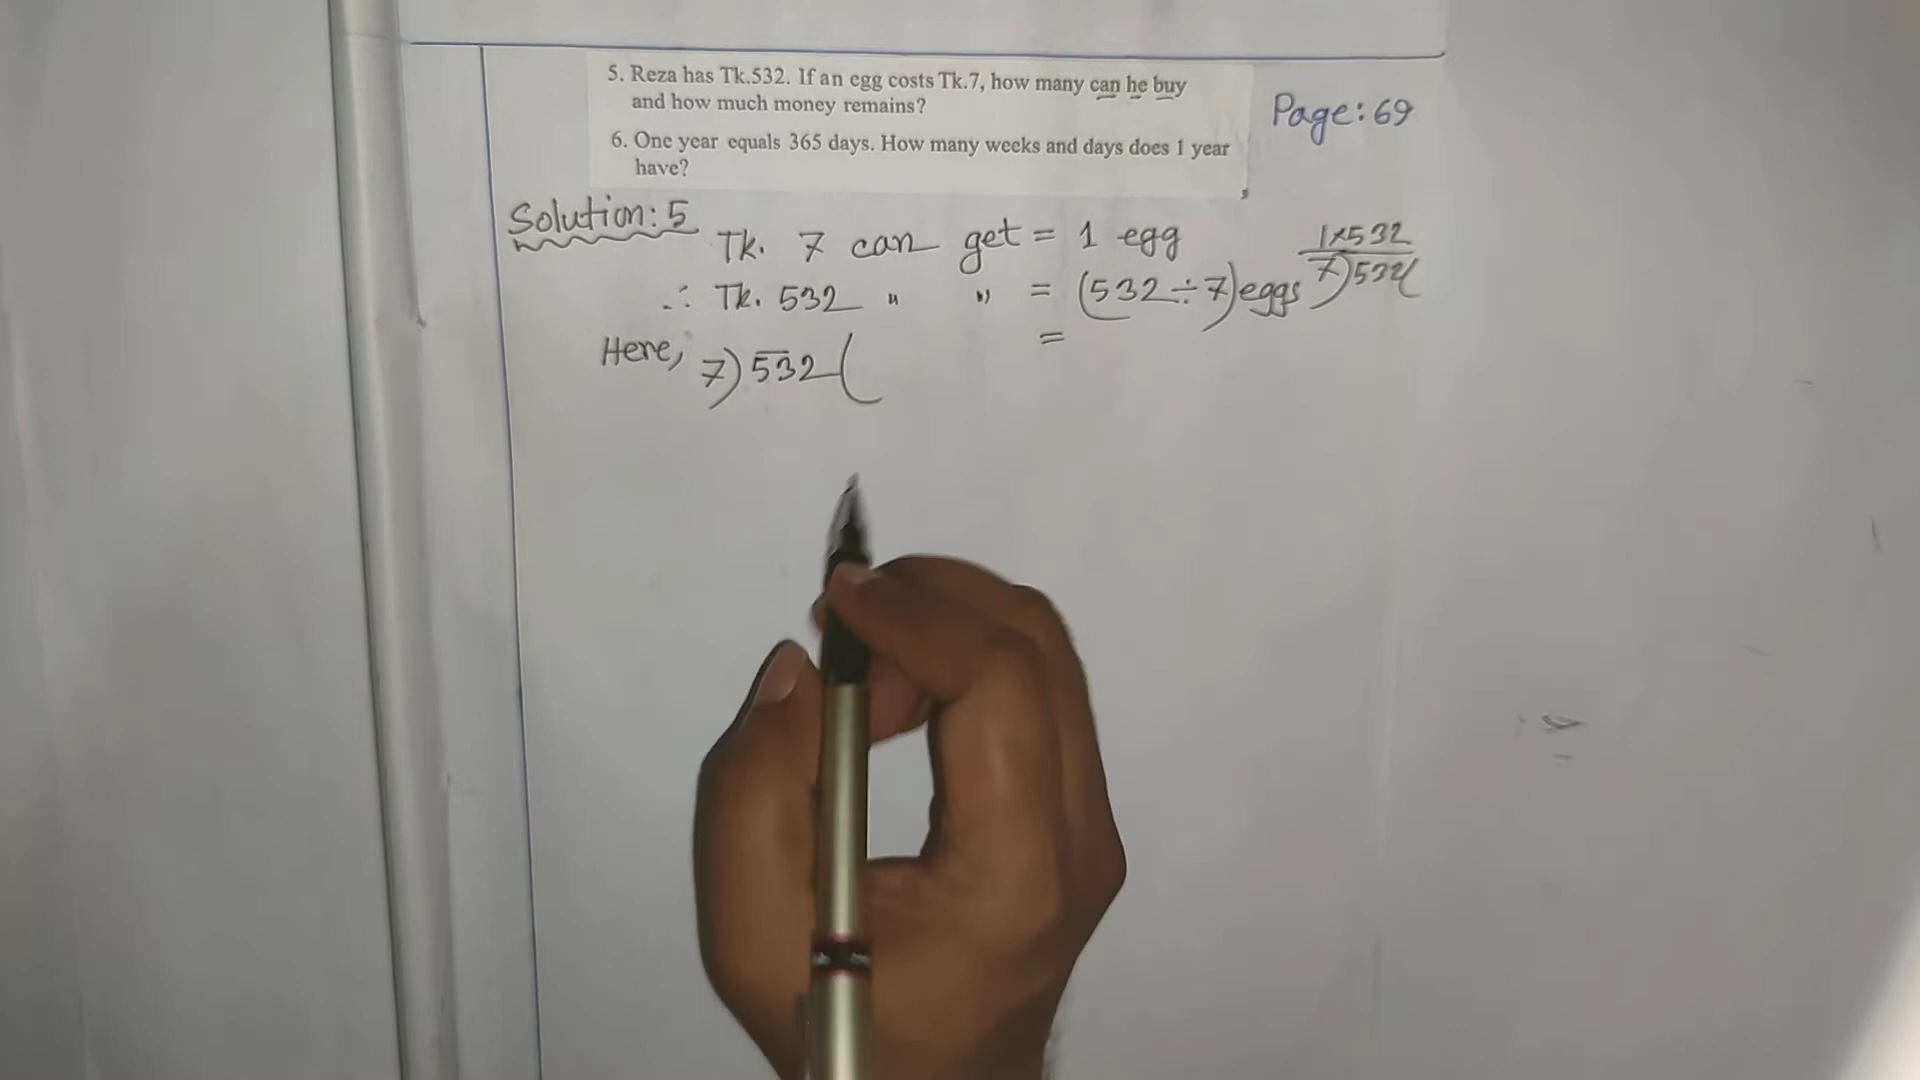 5. Reza has Tk.532. If an egg costs Tk.7, how many can he buy
and how much money remains?
Page: 69
6. One year equals 365 days. How many weeks and days does 1 year
have?
Solution: 5
Tk. 7 can get = 1 egg
1×532
∴ Tk. 532 " " = (532÷7)eggs
7)532(
=
Here, 7)532(